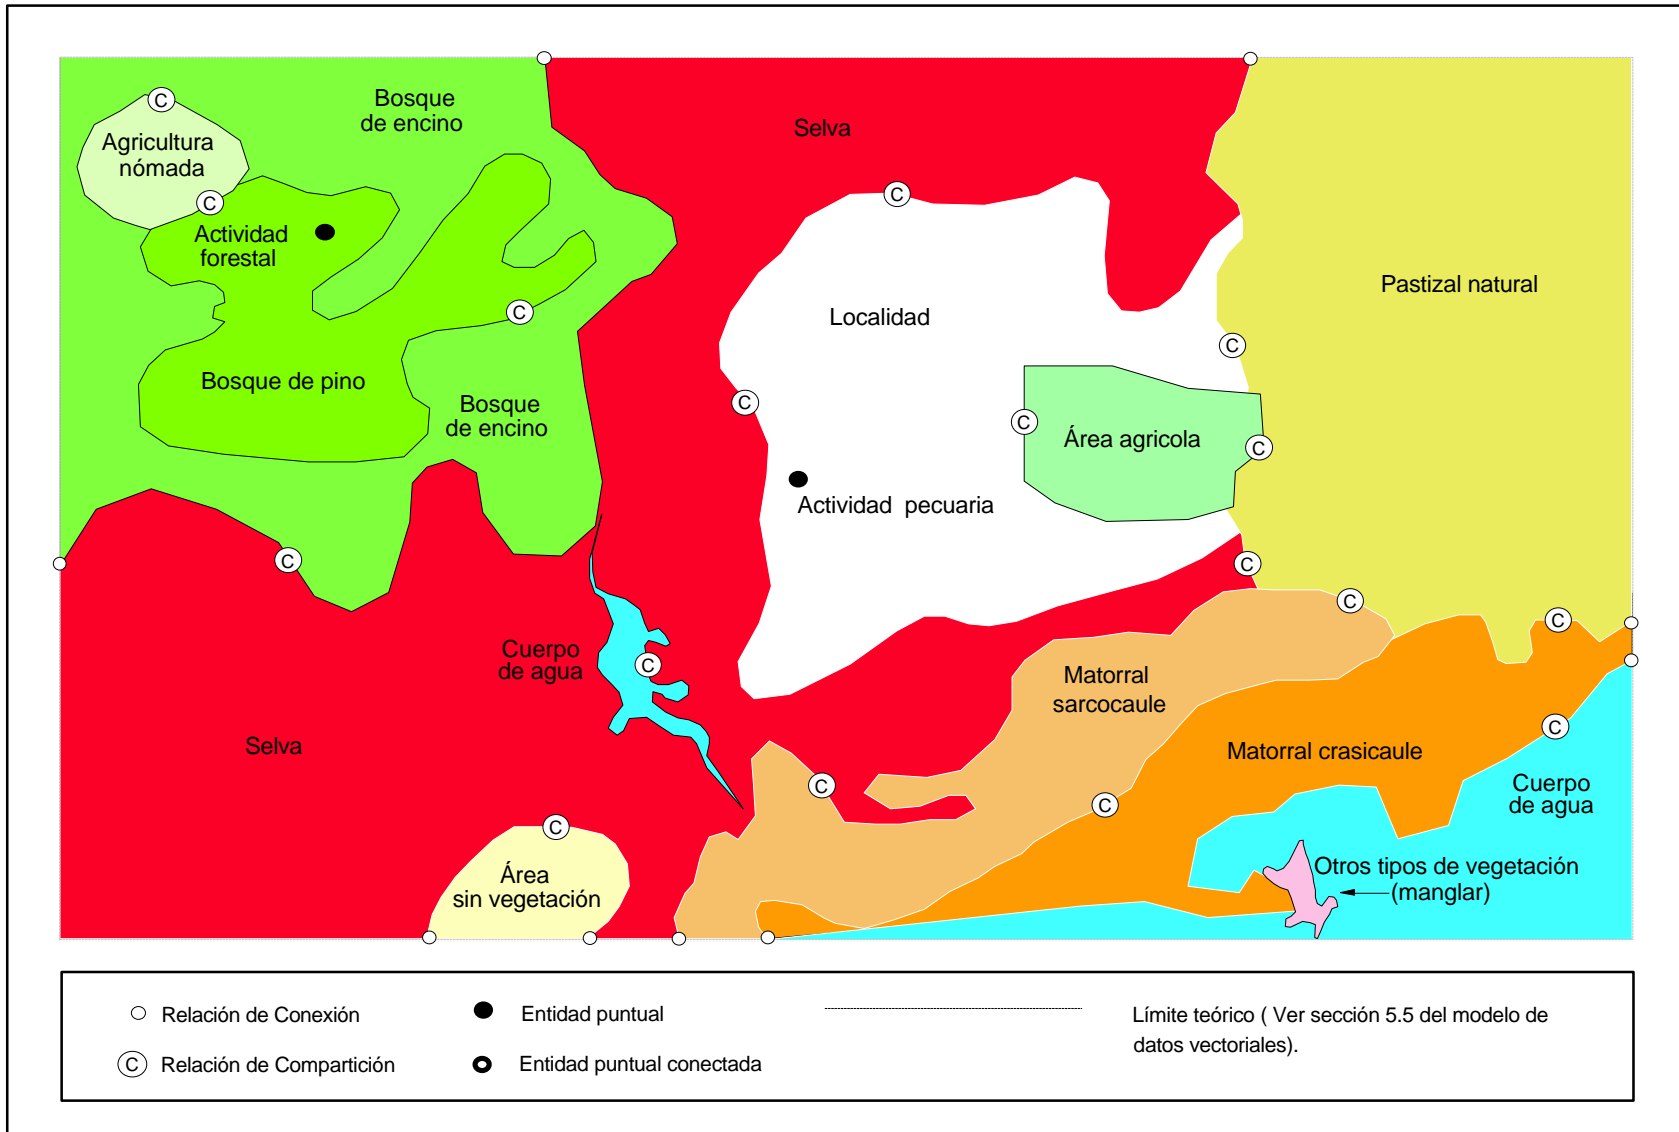 Bosque
de encino
C
Agricultura
nómada
Selva
C
C
Actividad
forestal
Pastizal natural
C
Localidad
C
Bosque de pino
C
Bosque
de encino
C
Área agricola
C
Actividad pecuaria
C
C
C
C
Cuerpo
de agua
C
Matorral
sarcocaule
Selva
C
Matorral crasicaule
C
C
Cuerpo
de agua
C
Área
sin vegetación
Otros tipos de vegetación
(manglar)
Relación de Conexión
Entidad puntual
Límite teórico ( Ver sección 5.5 del modelo de
datos vectoriales).
C
Relación de Compartición
Entidad puntual conectada